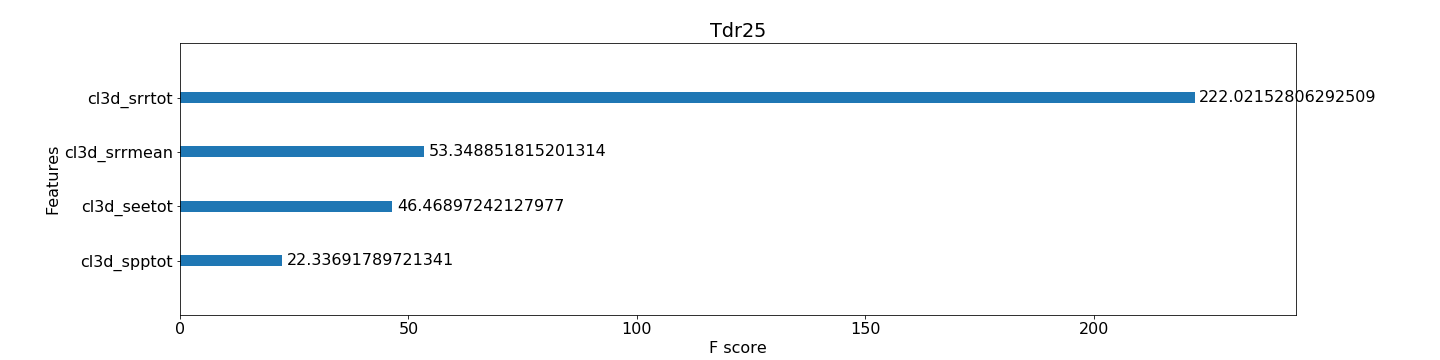 Tdr25
cl3d_srrtot
222.02152806292509
cl3d_srrmean
53.348851815201314
cl3d_seetot
46.46897242127977
cl3d_spptot
22.33691789721341
Features
0 50 100 150 200
F score